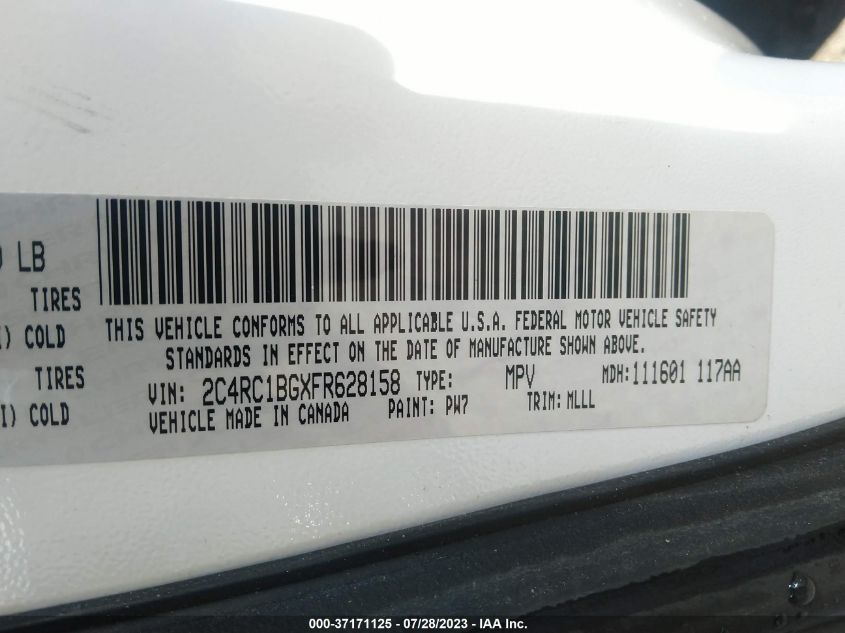 ) LB
TIRES
I) COLD
TIRES
I) COLD
THIS VEHICLE CONFORMS TO ALL APPLICABLE U.S.A. FEDERAL MOTOR VEHICLE SAFETY
STANDARDS IN EFFECT ON THE DATE OF MANUFACTURE SHOWN ABOVE.
VIN: 2C4RC1BGXFR628158 TYPE: MPV MDH:111601 117AA
VEHICLE MADE IN CANADA PAINT: PW7 TRIM: MLLL
000-37171125 - 07/28/2023 - IAA Inc.